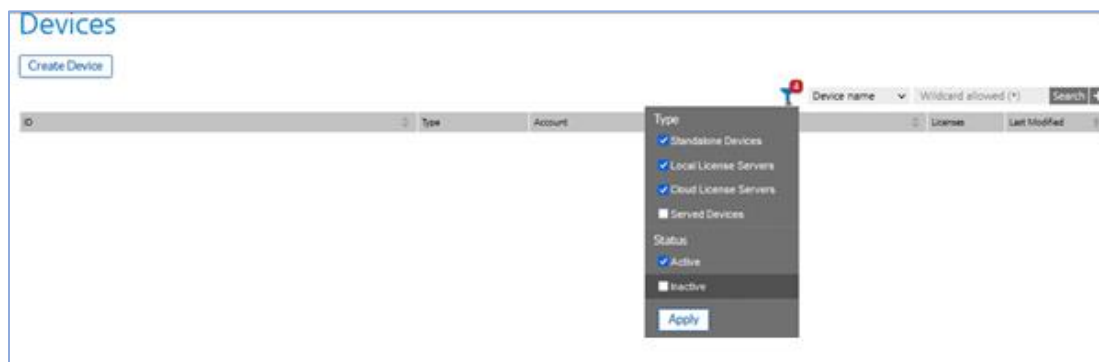 Devices
Create Device
4
Device name Wildcard allowed (*) Search +
ID Type Account Licenses Last Modified
Type
Standalone Devices
Local License Servers
Cloud License Servers
Served Devices
Status
Active
Inactive
Apply